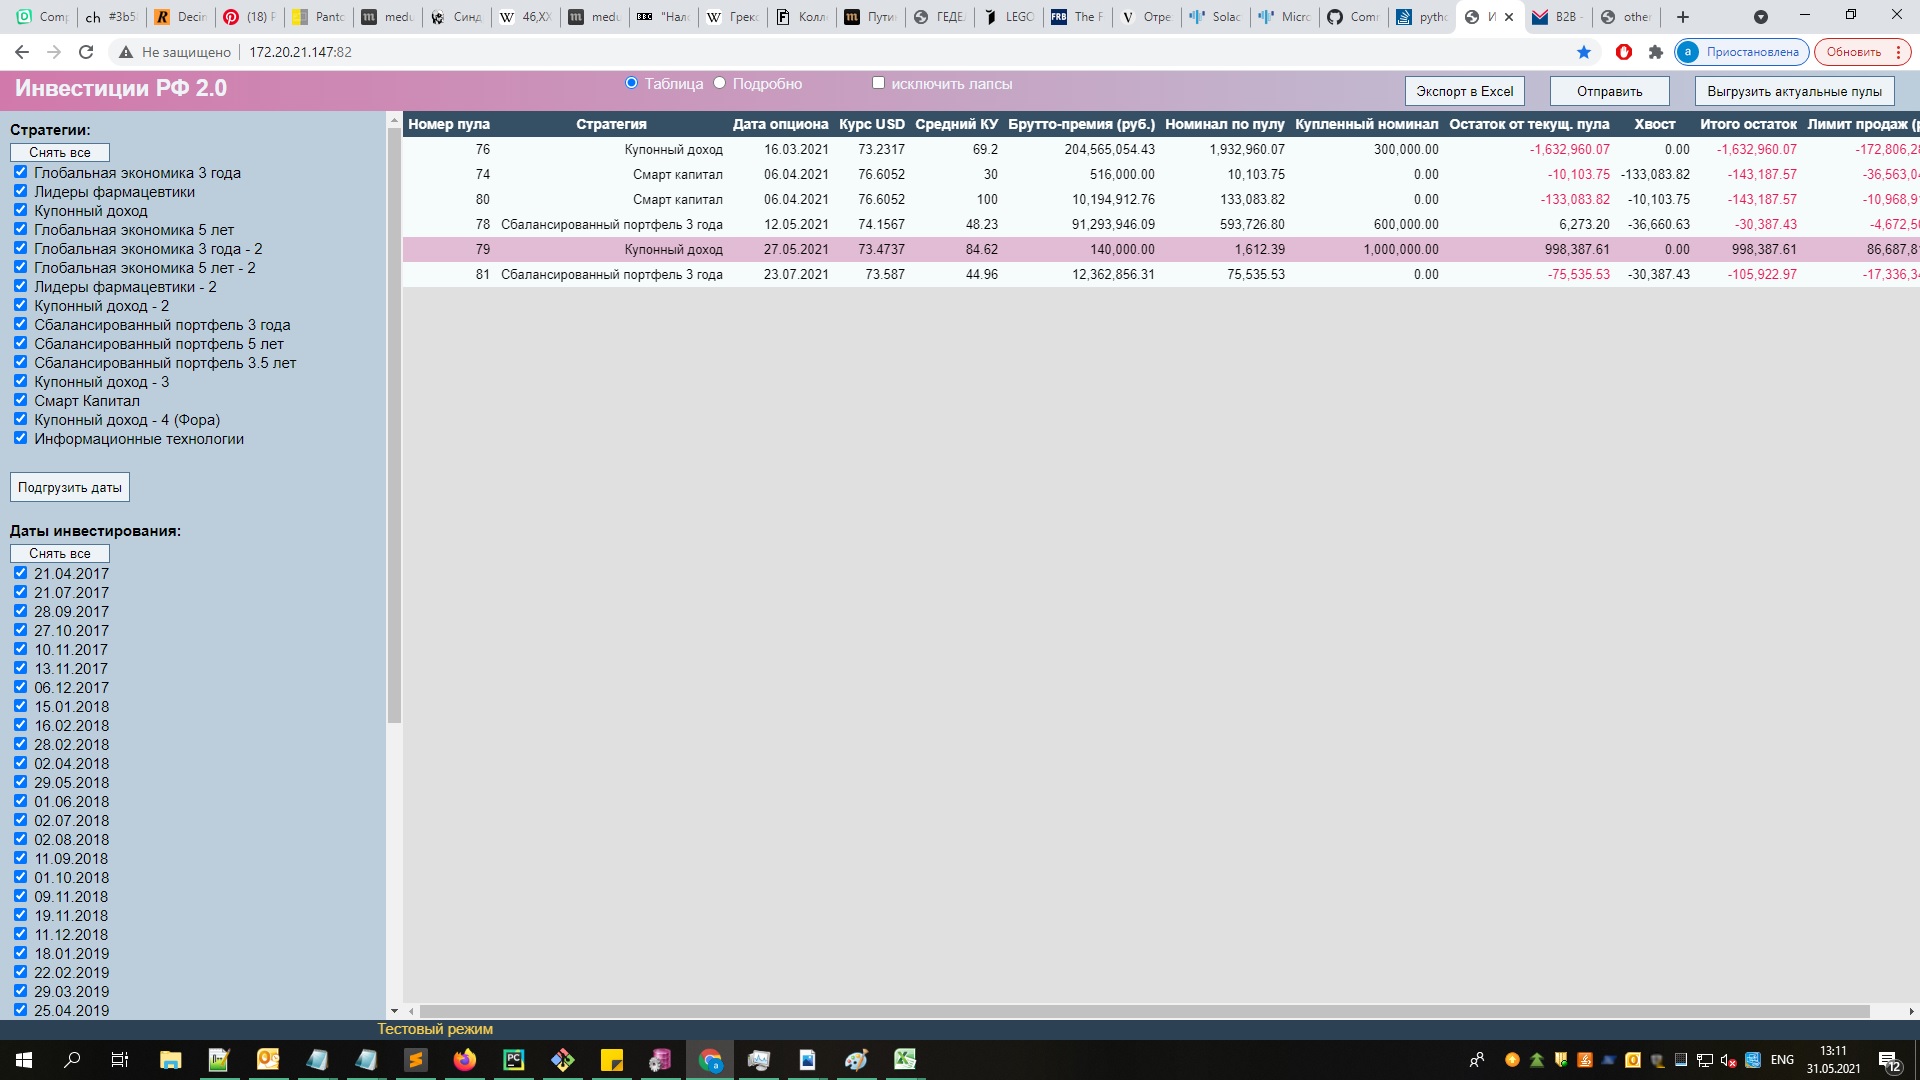 Comp
ch #3b5
Decin
(18) P
Panto
medu
Синд
46,XX
medu
BBC "Нал
Грек
Колл
Пути
ГЕДЕ
LEGO
FRB The F
Отре
Solac
Micro
Comm
pytho
И
B2B -
other
Не защищено 172.20.21.147:82
а Приостановлена Обновить
Инвестиции РФ 2.0 Таблица Подробно исключить лапсы Экспорт в Excel Отправить Выгрузить актуальные пулы
Стратегии:
Снять все
Глобальная экономика 3 года
Лидеры фармацевтики
Купонный доход
Глобальная экономика 5 лет
Глобальная экономика 3 года - 2
Глобальная экономика 5 лет - 2
Лидеры фармацевтики - 2
Купонный доход - 2
Сбалансированный портфель 3 года
Сбалансированный портфель 5 лет
Сбалансированный портфель 3.5 лет
Купонный доход - 3
Смарт Капитал
Купонный доход - 4 (Фора)
Информационные технологии
Подгрузить даты
Даты инвестирования:
Снять все
21.04.2017
21.07.2017
28.09.2017
27.10.2017
10.11.2017
13.11.2017
06.12.2017
15.01.2018
16.02.2018
28.02.2018
02.04.2018
29.05.2018
01.06.2018
02.07.2018
02.08.2018
11.09.2018
01.10.2018
09.11.2018
19.11.2018
11.12.2018
18.01.2019
22.02.2019
29.03.2019
25.04.2019
Номер пула Стратегия Дата опциона Курс USD Средний КУ Брутто-премия (руб.) Номинал по пулу Купленный номинал Остаток от текущ. пула Хвост Итого остаток Лимит продаж (р
76 Купонный доход 16.03.2021 73.2317 69.2 204,565,054.43 1,932,960.07 300,000.00 -1,632,960.07 0.00 -1,632,960.07 -172,806,28
74 Смарт капитал 06.04.2021 76.6052 30 516,000.00 10,103.75 0.00 -10,103.75 -133,083.82 -143,187.57 -36,563,04
80 Смарт капитал 06.04.2021 76.6052 100 10,194,912.76 133,083.82 0.00 -133,083.82 -10,103.75 -143,187.57 -10,968,91
78 Сбалансированный портфель 3 года 12.05.2021 74.1567 48.23 91,293,946.09 593,726.80 600,000.00 6,273.20 -36,660.63 -30,387.43 -4,672,50
79 Купонный доход 27.05.2021 73.4737 84.62 140,000.00 1,612.39 1,000,000.00 998,387.61 0.00 998,387.61 86,687,81
81 Сбалансированный портфель 3 года 23.07.2021 73.587 44.96 12,362,856.31 75,535.53 0.00 -75,535.53 -30,387.43 -105,922.97 -17,336,34
Тестовый режим
ENG
13:11
31.05.2021
12